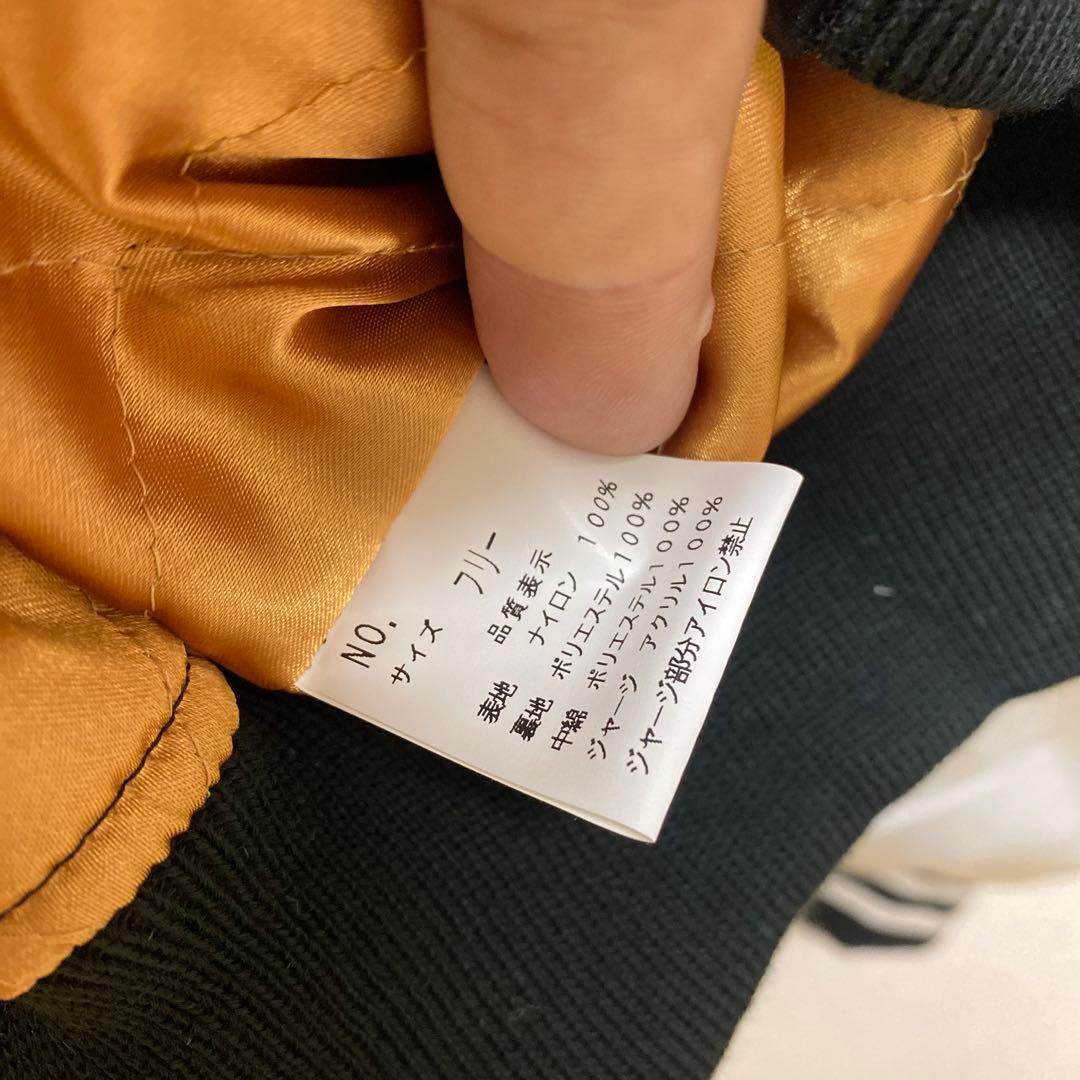 NO.
サイズ フリー
品質表示
表地 ナイロン 100%
裏地 ポリエステル100%
中綿 ポリエステル100%
ジャージ アクリル100%
ジャージ部分アイロン禁止